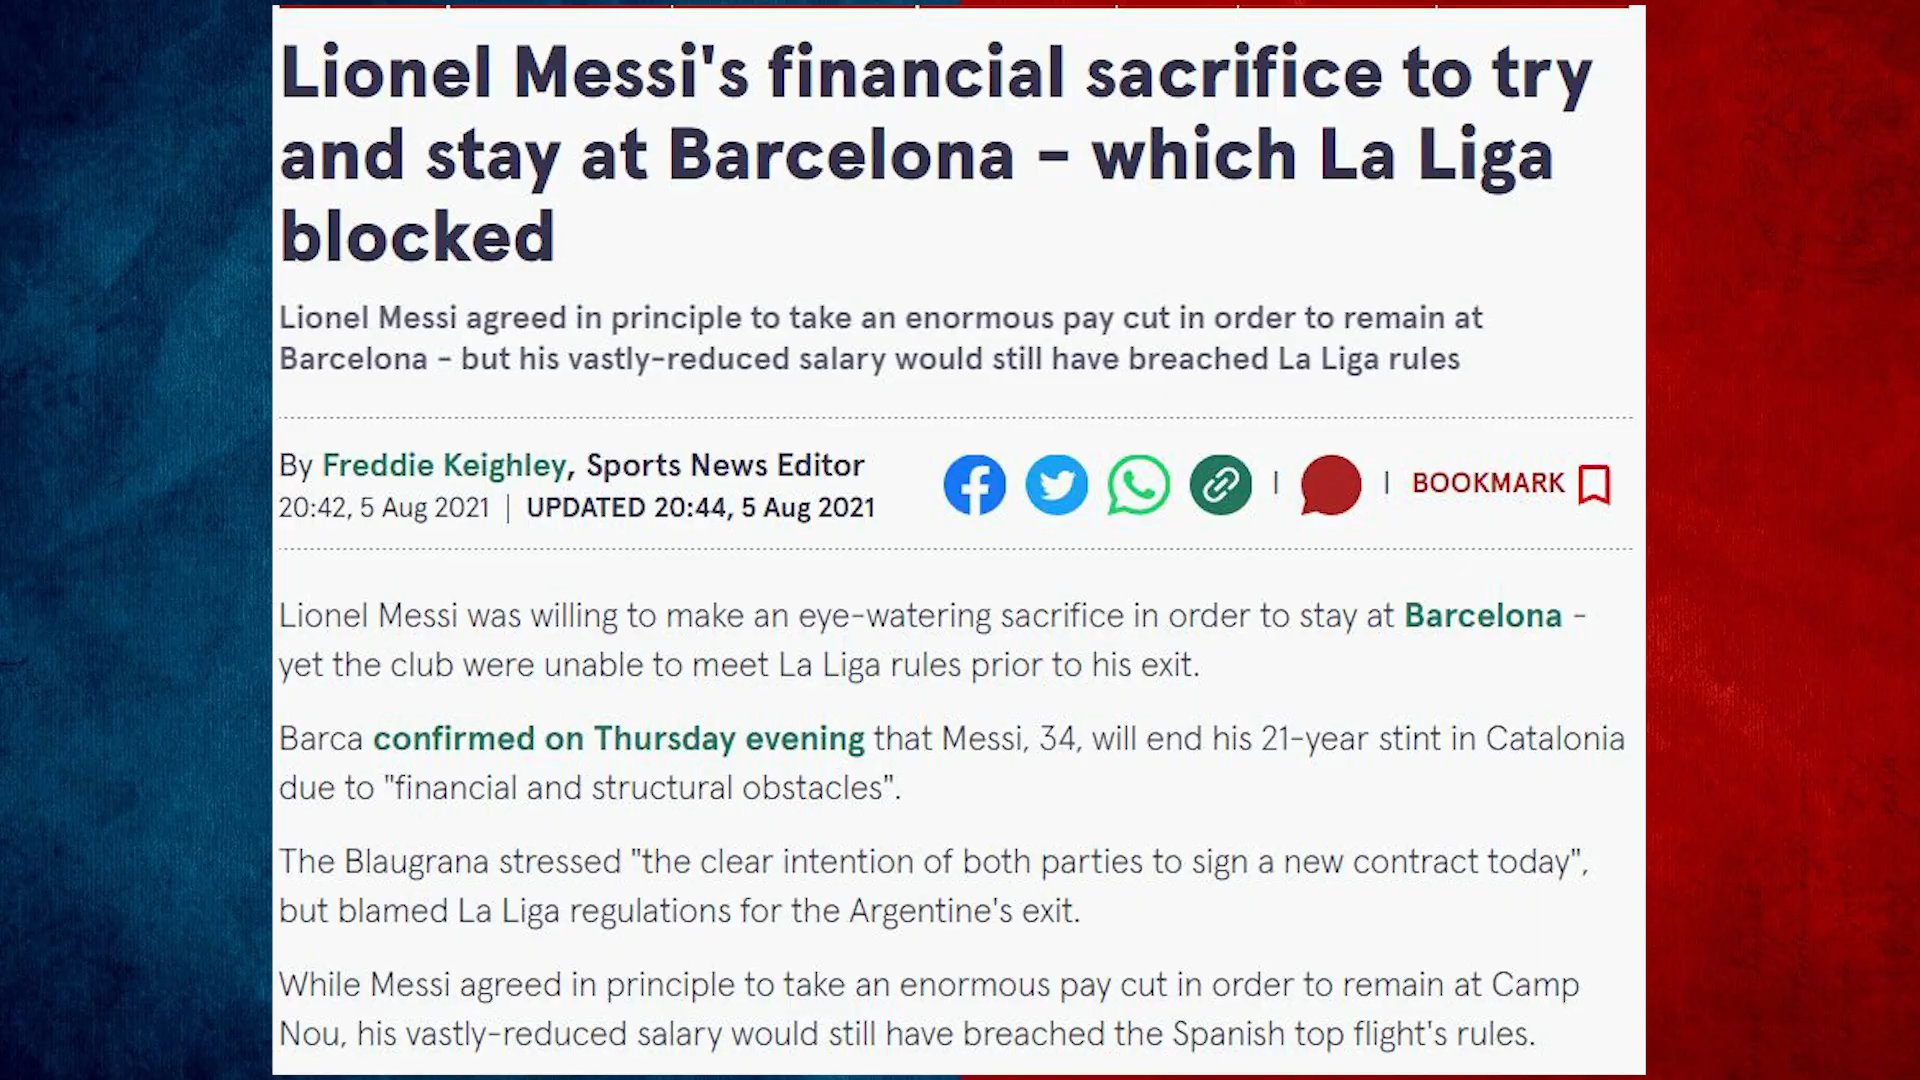 Lionel Messi's financial sacrifice to try
and stay at Barcelona - which La Liga
blocked
Lionel Messi agreed in principle to take an enormous pay cut in order to remain at
Barcelona - but his vastly-reduced salary would still have breached La Liga rules
By Freddie Keighley, Sports News Editor
20:42, 5 Aug 2021 | UPDATED 20:44, 5 Aug 2021
BOOKMARK
Lionel Messi was willing to make an eye-watering sacrifice in order to stay at Barcelona -
yet the club were unable to meet La Liga rules prior to his exit.
Barca confirmed on Thursday evening that Messi, 34, will end his 21-year stint in Catalonia
due to "financial and structural obstacles".
The Blaugrana stressed "the clear intention of both parties to sign a new contract today",
but blamed La Liga regulations for the Argentine's exit.
While Messi agreed in principle to take an enormous pay cut in order to remain at Camp
Nou, his vastly-reduced salary would still have breached the Spanish top flight's rules.